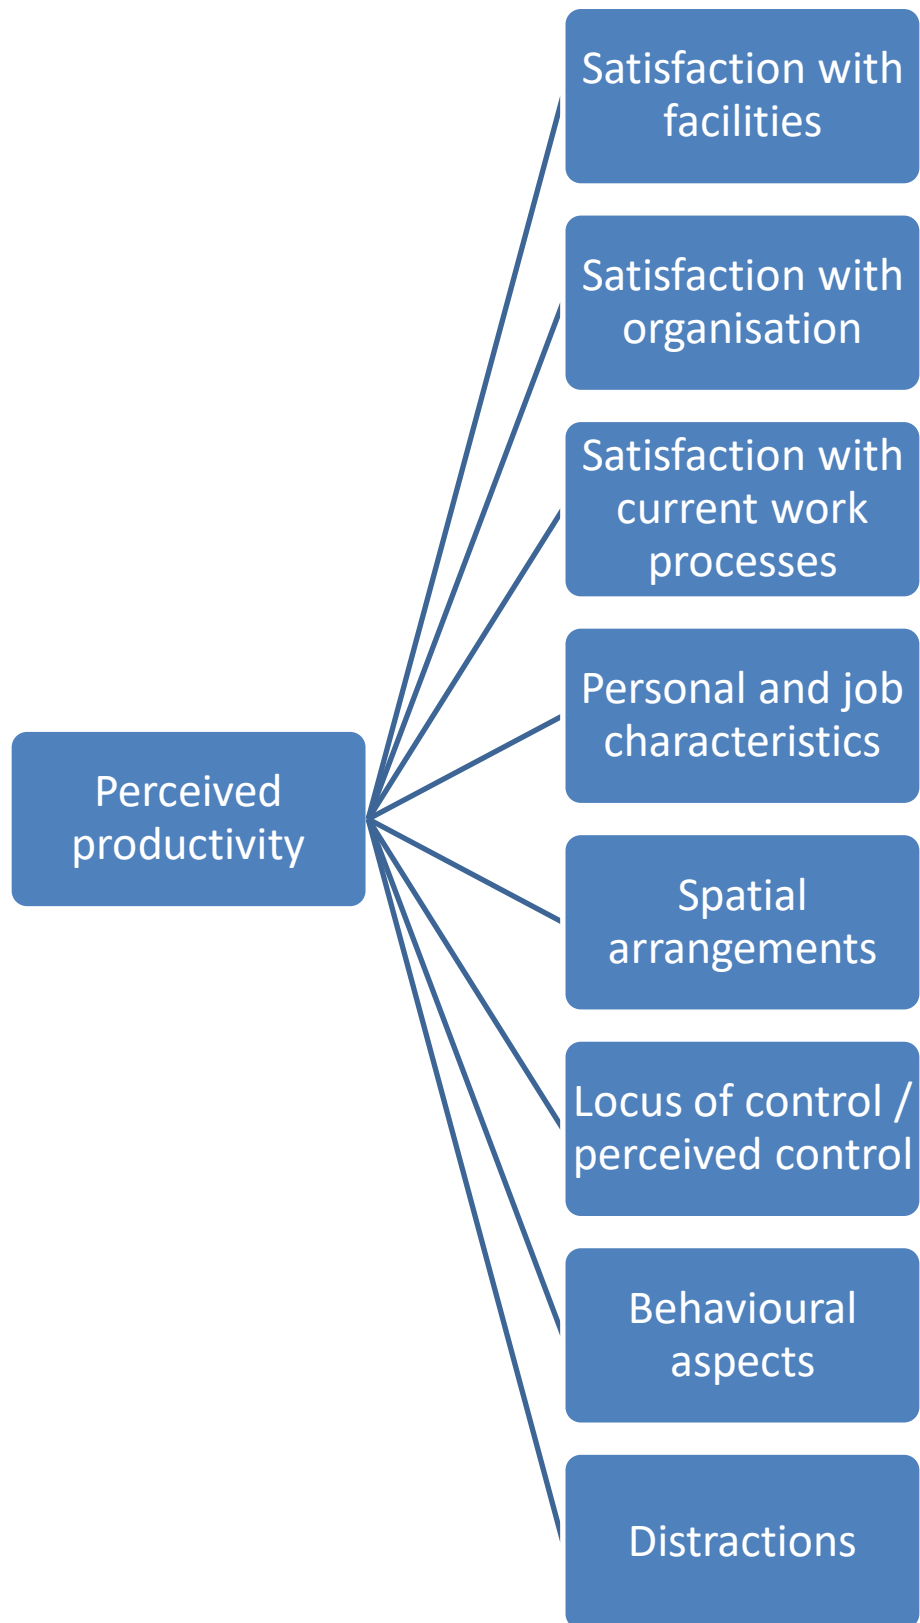 Satisfaction with
facilities
Satisfaction with
organisation
Satisfaction with
current work
processes
Personal and job
characteristics
Perceived
productivity
Spatial
arrangements
Locus of control /
perceived control
Behavioural
aspects
Distractions